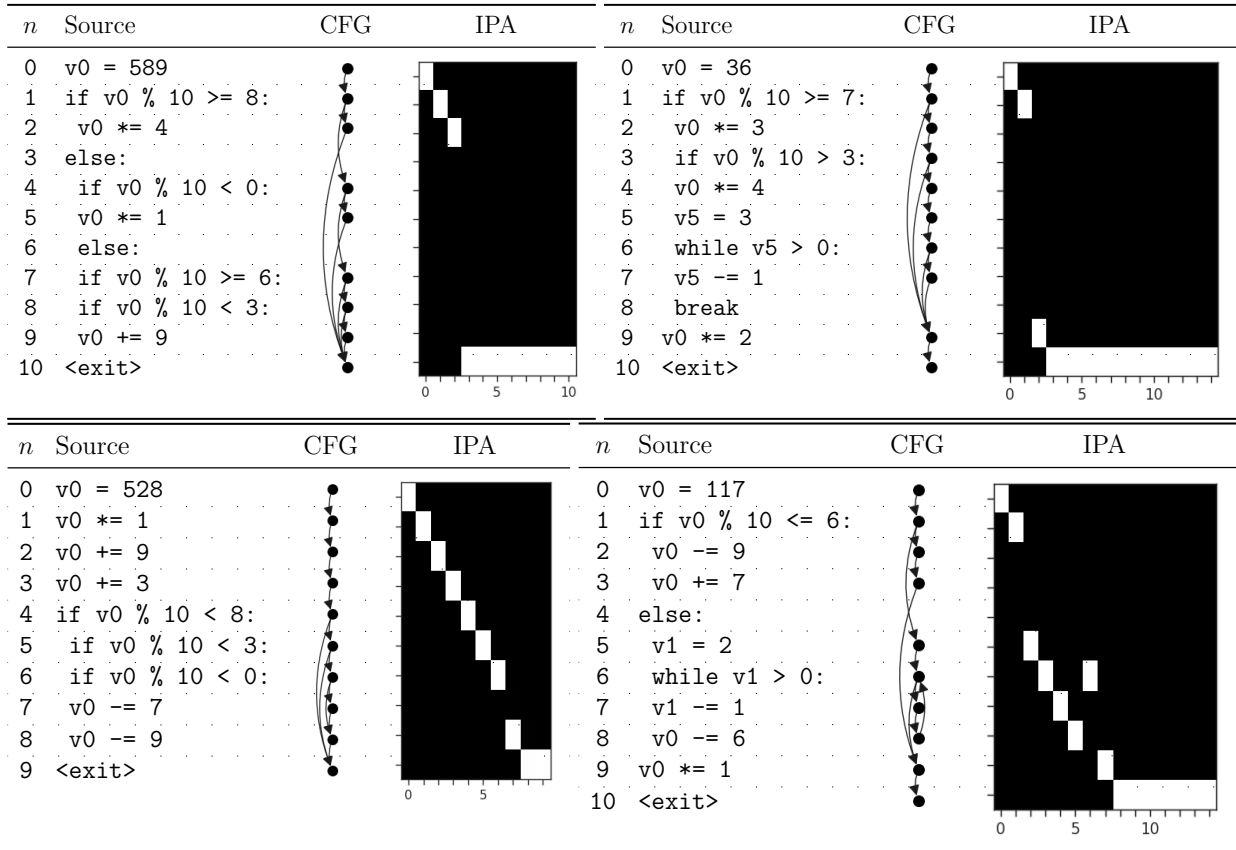 n Source CFG IPA
0 v0 = 589
1 if v0 % 10 >= 8:
2 v0 *= 4
3 else:
4 if v0 % 10 < 0:
5 v0 *= 1
6 else:
7 if v0 % 10 >= 6:
8 if v0 % 10 < 3:
9 v0 += 9
10 <exit>
0 5 10
n Source CFG IPA
0 v0 = 36
1 if v0 % 10 >= 7:
2 v0 *= 3
3 if v0 % 10 > 3:
4 v0 *= 4
5 v5 = 3
6 while v5 > 0:
7 v5 -= 1
8 break
9 v0 *= 2
10 <exit>
0 5 10
n Source CFG IPA
0 v0 = 528
1 v0 *= 1
2 v0 += 9
3 v0 += 3
4 if v0 % 10 < 8:
5 if v0 % 10 < 3:
6 if v0 % 10 < 0:
7 v0 -= 7
8 v0 -= 9
9 <exit>
0 5
n Source CFG IPA
0 v0 = 117
1 if v0 % 10 <= 6:
2 v0 -= 9
3 v0 += 7
4 else:
5 v1 = 2
6 while v1 > 0:
7 v1 -= 1
8 v0 -= 6
9 v0 *= 1
10 <exit>
0 5 10